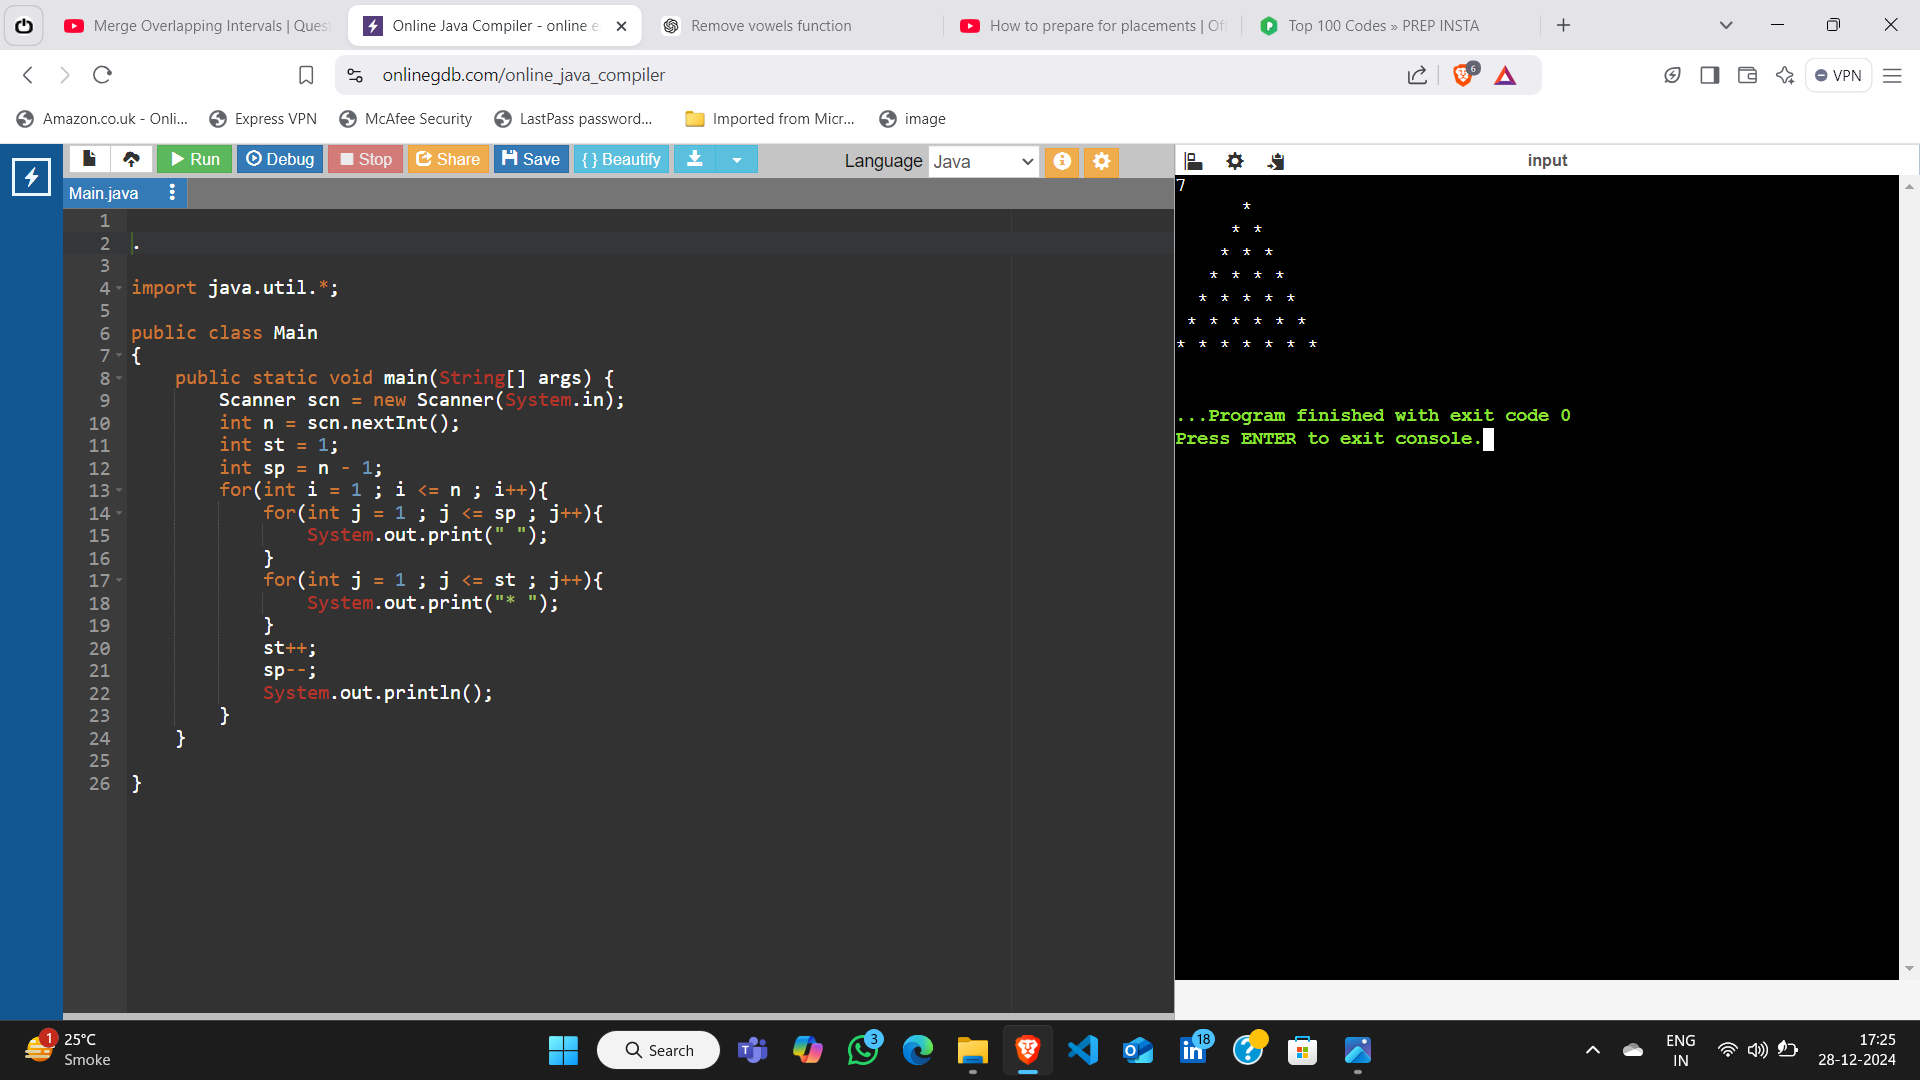 Merge Overlapping Intervals | Ques
Online Java Compiler - online e
Remove vowels function
How to prepare for placements | Off
Top 100 Codes » PREP INSTA
onlinegdb.com/online_java_compiler
6
VPN
Amazon.co.uk - Onli...
Express VPN
McAfee Security
LastPass password...
Imported from Micr...
image
Run
Debug
Stop
Share
Save
{ } Beautify
Language
Java
input
Main.java
1
2 .
3
4 import java.util.*;
5
6 public class Main
7 {
8 public static void main(String[] args) {
9 Scanner scn = new Scanner(System.in);
10 int n = scn.nextInt();
11 int st = 1;
12 int sp = n - 1;
13 for(int i = 1 ; i <= n ; i++){
14 for(int j = 1 ; j <= sp ; j++){
15 System.out.print(" ");
16 }
17 for(int j = 1 ; j <= st ; j++){
18 System.out.print("* ");
19 }
20 st++;
21 sp--;
22 System.out.println();
23 }
24 }
25
26 }
7
*
* *
* * *
* * * *
* * * * *
* * * * * *
* * * * * * *
...Program finished with exit code 0
Press ENTER to exit console.
1
25°C
Smoke
Search
3
18
ENG
IN
17:25
28-12-2024